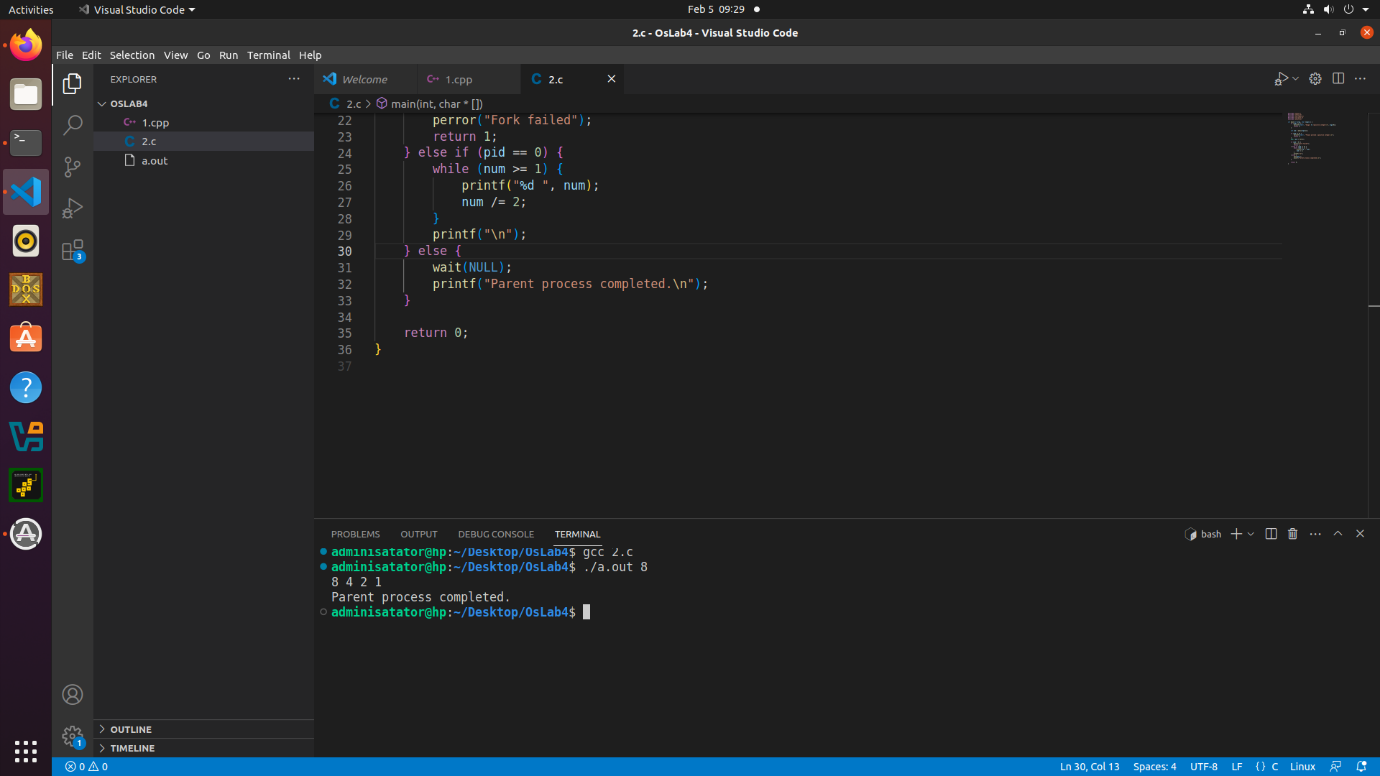 Activities
Visual Studio Code
Feb 5 09:29
2.c - OsLab4 - Visual Studio Code
File Edit Selection View Go Run Terminal Help
EXPLORER
OSLAB4
1.cpp
2.c
a.out
OUTLINE
TIMELINE
3
1
DOS
BOX
Welcome
1.cpp
2.c
2.c > main(int, char * [])
22 perror("Fork failed");
23 return 1;
24 } else if (pid == 0) {
25 while (num >= 1) {
26 printf("%d ", num);
27 num /= 2;
28 }
29 printf("\n");
30 } else {
31 wait(NULL);
32 printf("Parent process completed.\n");
33 }
34
35 return 0;
36 }
37
PROBLEMS OUTPUT DEBUG CONSOLE TERMINAL
bash
adminisatator@hp:~/Desktop/OsLab4$ gcc 2.c
adminisatator@hp:~/Desktop/OsLab4$ ./a.out 8
8 4 2 1
Parent process completed.
adminisatator@hp:~/Desktop/OsLab4$
0 0
Ln 30, Col 13 Spaces: 4 UTF-8 LF {} C Linux